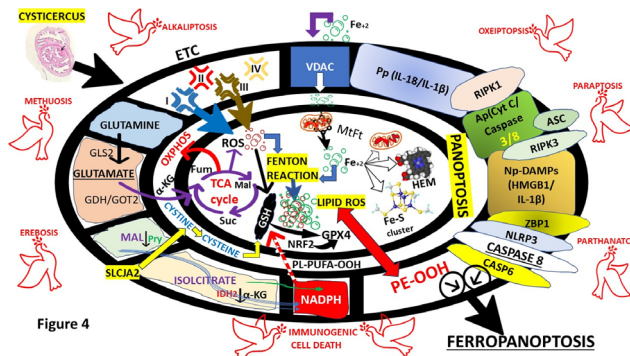 CYSTICERCUS
ALKALIPTOSIS
OXEIPTOPSIS
Fe+2
ETC
IV
II
III
I
VDAC
Pp (IL-18/IL-1β)
RIPK1
PARAPTOSIS
METHUOSIS
Ap(Cyt C/
Caspase
3/8
ASC
RIPK3
GLUTAMINE
GLS2
GLUTAMATE
GDH/GOT2
OXPHOS
ROS
MtFt
Fe+2
HEM
Fe-S
cluster
PANOPTOSIS
Np-DAMPs
(HMGB1/
IL-1β)
FENTON
REACTION
Fum
α-KG
TCA
cycle
Mal
Suc
LIPID ROS
GSH
GPX4
NRF2
PL-PUFA-OOH
CYSTINE
CYSTEINE
ZBP1
NLRP3
CASPASE 8
CASP6
EREBOSIS
PARTHANATO
MAL
Pry
SLCJA2
ISOLCITRATE
IDH2
α-KG
NADPH
PE-OOH
Figure 4
IMMUNOGENIC
CELL DEATH
FERROPANOPTOSIS